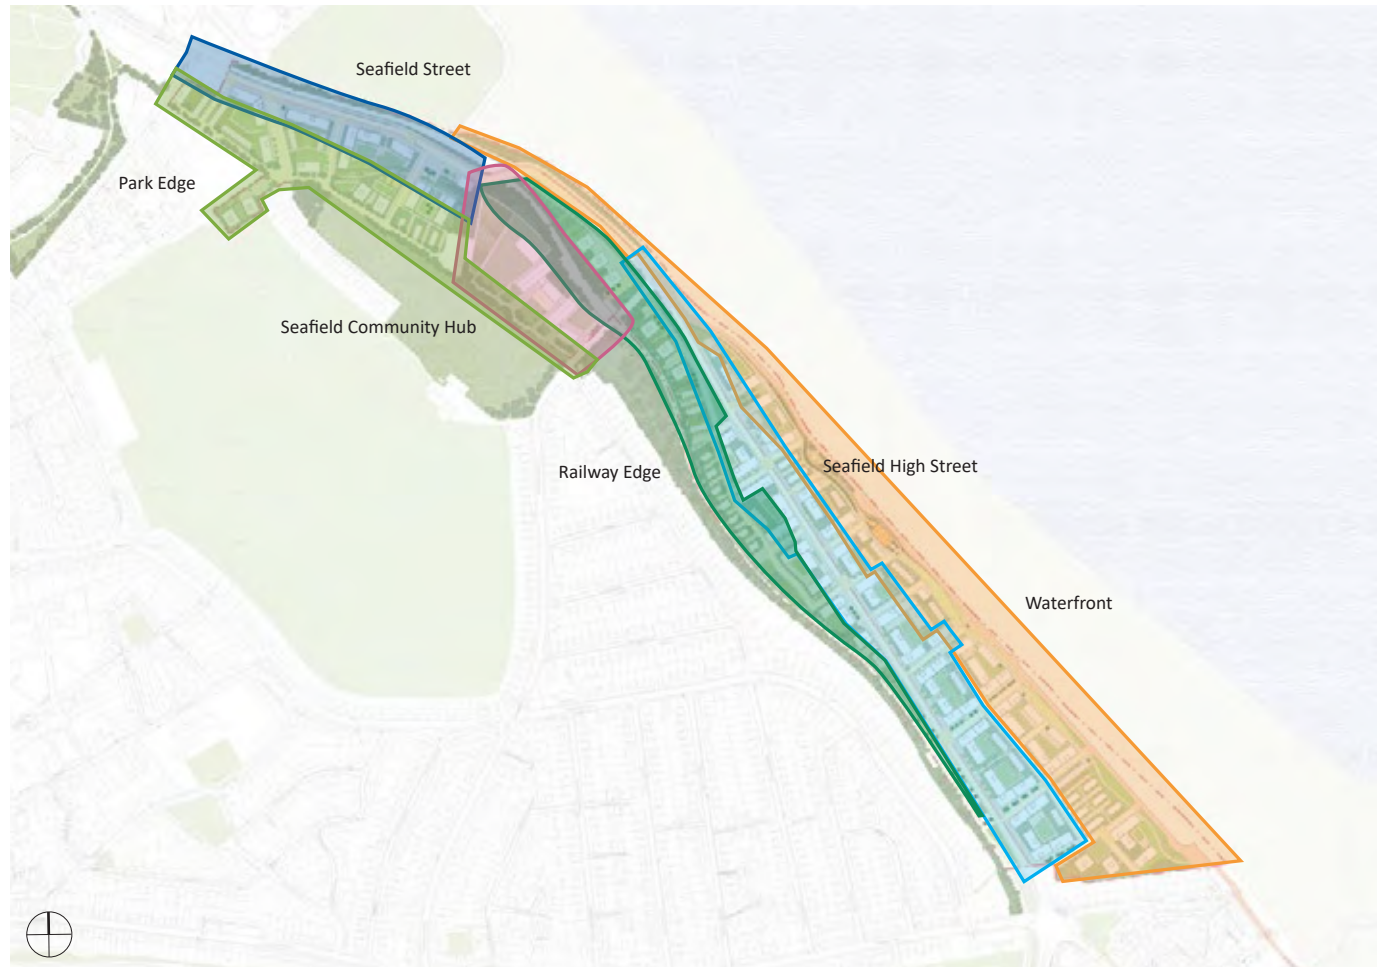 Seafield Street
Park Edge
Seafield Community Hub
Seafield High Street
Railway Edge
Waterfront